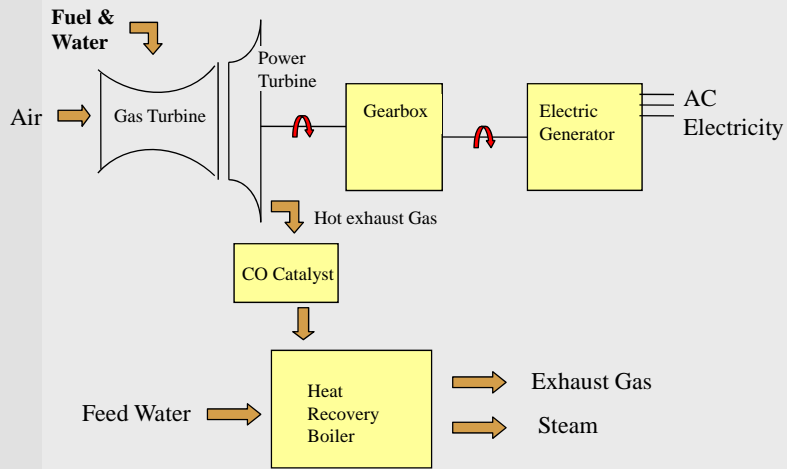 Fuel &
Water
Power
Turbine
Air
Gas Turbine
Gearbox
Electric
Generator
AC
Electricity
Hot exhaust Gas
CO Catalyst
Feed Water
Heat
Recovery
Boiler
Exhaust Gas
Steam